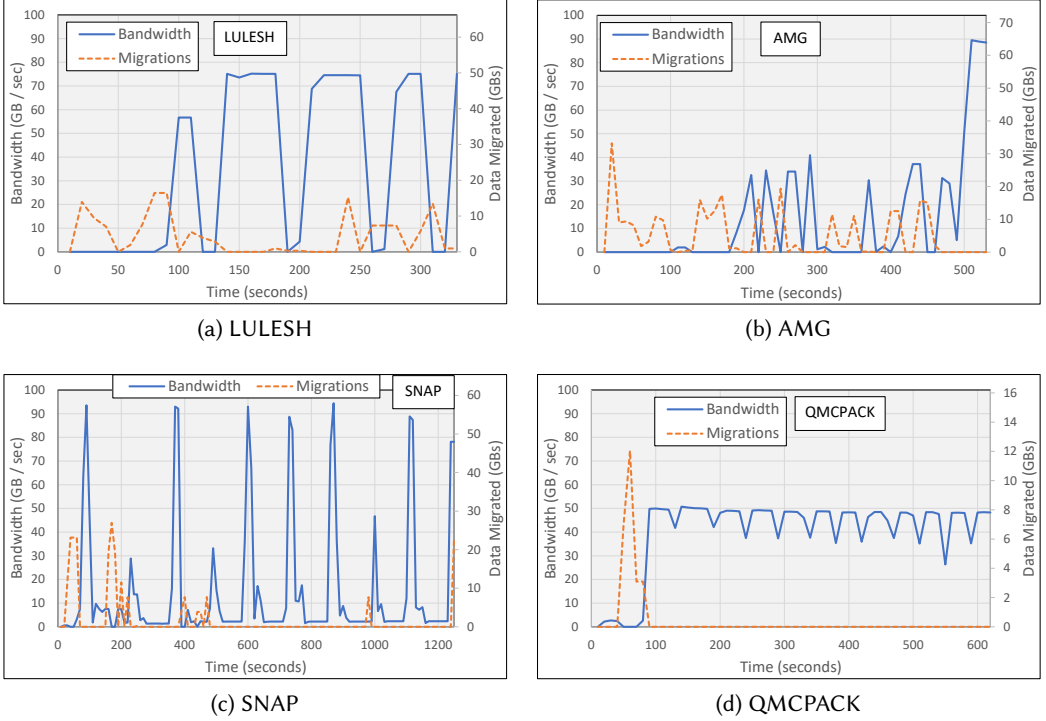 LULESH
Bandwidth
Migrations
Bandwidth (GB / sec)
100
90
80
70
60
50
40
30
20
10
0
60
50
40
30
20
10
0
Data Migrated (GBs)
0 50 100 150 200 250 300
Time (seconds)
(a) LULESH
AMG
Bandwidth
Migrations
Bandwidth (GB / sec)
100
90
80
70
60
50
40
30
20
10
0
70
60
50
40
30
20
10
0
Data Migrated (GBs)
0 100 200 300 400 500
Time (seconds)
(b) AMG
Bandwidth Migrations
SNAP
Bandwidth (GB / sec)
100
90
80
70
60
50
40
30
20
10
0
60
50
40
30
20
10
0
Data Migrated (GBs)
0 200 400 600 800 1000 1200
Time (seconds)
(c) SNAP
Bandwidth
Migrations
QMCPACK
Bandwidth (GB / sec)
100
90
80
70
60
50
40
30
20
10
0
16
14
12
10
8
6
4
2
0
Data Migrated (GBs)
0 100 200 300 400 500 600
Time (seconds)
(d) QMCPACK